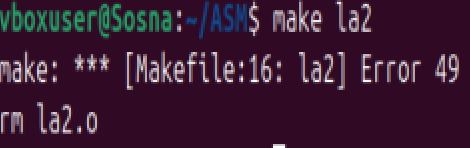 vboxuser@Sosna:~/ASM$ make la2
make: *** [Makefile:16: la2] Error 49
rm la2.o